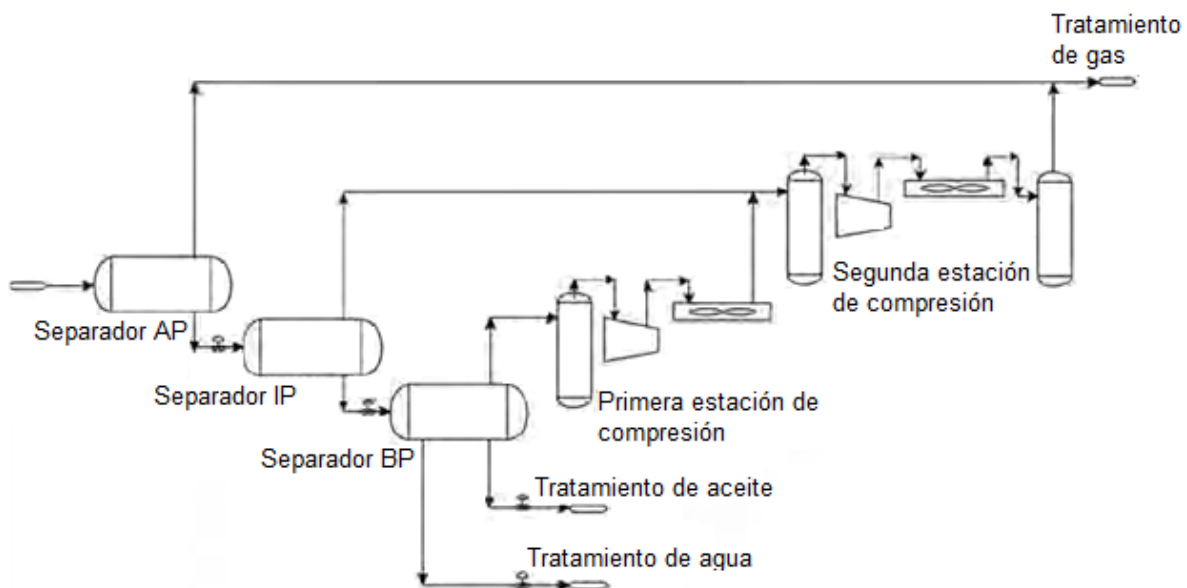 Tratamiento
de gas
Segunda estación
de compresión
Separador AP
Separador IP
Primera estación de
compresión
Separador BP
Tratamiento de aceite
Tratamiento de agua